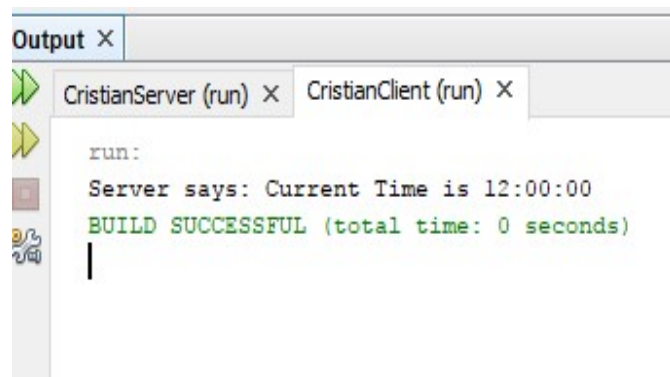 Output ×
CristianServer (run) × CristianClient (run) ×
run:
Server says: Current Time is 12:00:00
BUILD SUCCESSFUL (total time: 0 seconds)